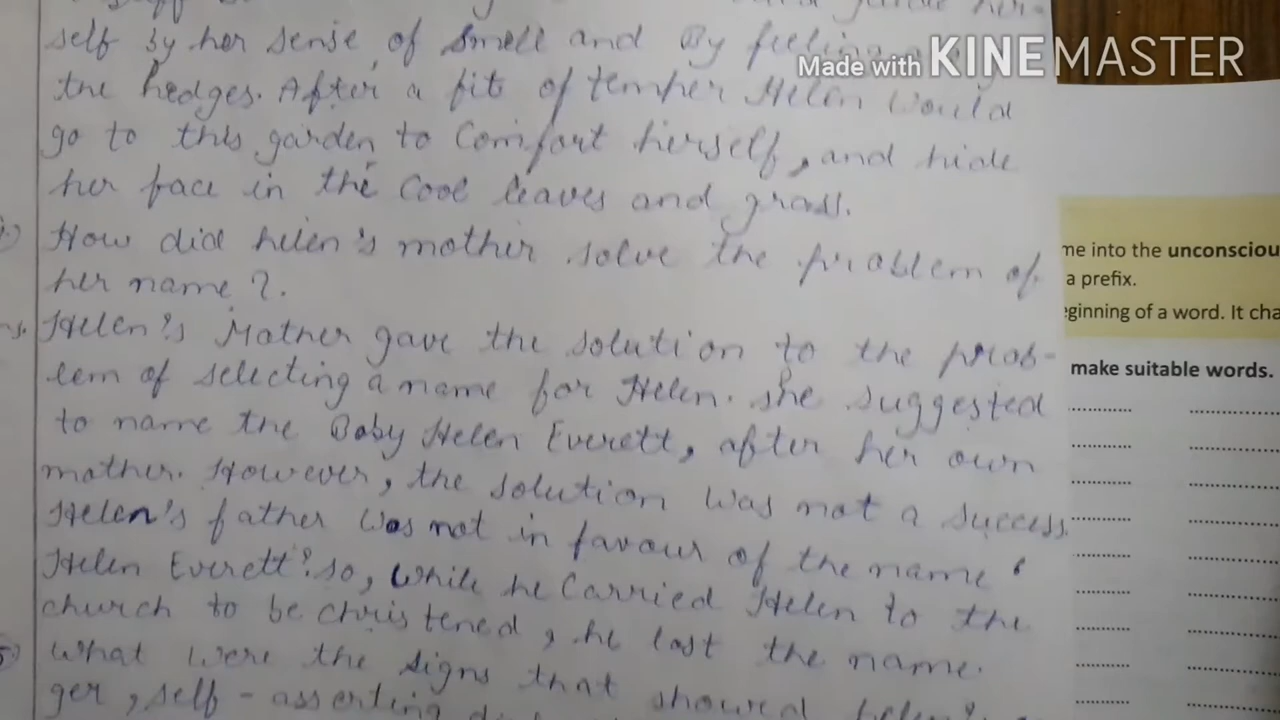 self by her sense of smell and By feeling
the hedges. After a fit of temper Helen Would
go to this garden to Comfort herself, and hide
her face in the Cool leaves and grass.
How did helen's mother solve the problem of
her name ?.
Helen's Mother gave the solution to the prob-
lem of selecting a name for Helen. she suggested
to name the Baby Helen Everett, after her own
mother. However, the solution was not a success.
Helen's father was not in favour of the name '
Helen Everett'. so, while he Carried Helen to the
church to be christened, he last the name.
What were the signs that showed helen's
ger, self - asserting
Made with KINEMASTER
me into the unconsciou
a prefix.
ginning of a word. It cha
make suitable words.